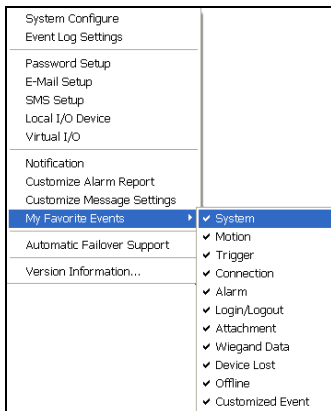 System Configure
Event Log Settings
Password Setup
E-Mail Setup
SMS Setup
Local I/O Device
Virtual I/O
Notification
Customize Alarm Report
Customize Message Settings
My Favorite Events
Automatic Failover Support
Version Information...
System
Motion
Trigger
Connection
Alarm
Login/Logout
Attachment
Wiegand Data
Device Lost
Offline
Customized Event